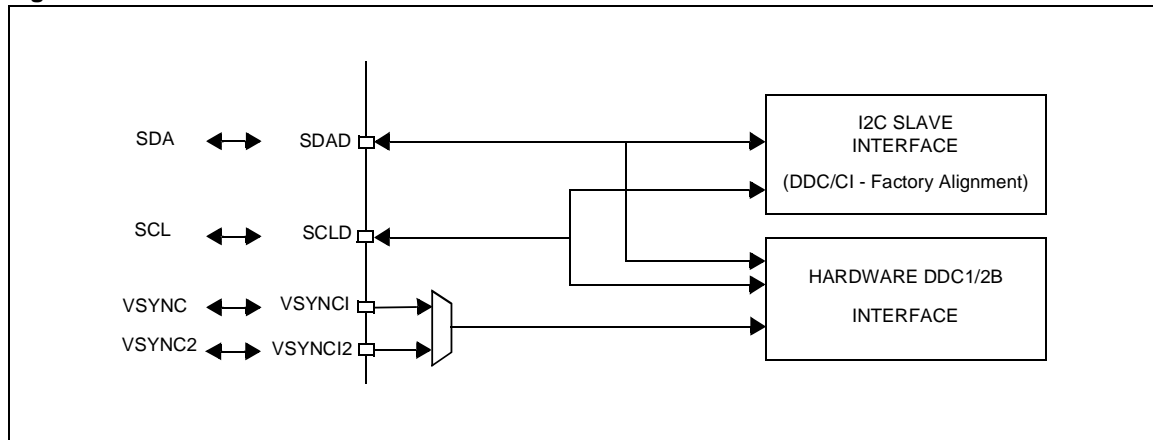 SDA
SDAD
SCL
SCLD
VSYNC
VSYNCI
VSYNC2
VSYNCI2
I2C SLAVE
INTERFACE
(DDC/CI - Factory Alignment)
HARDWARE DDC1/2B
INTERFACE